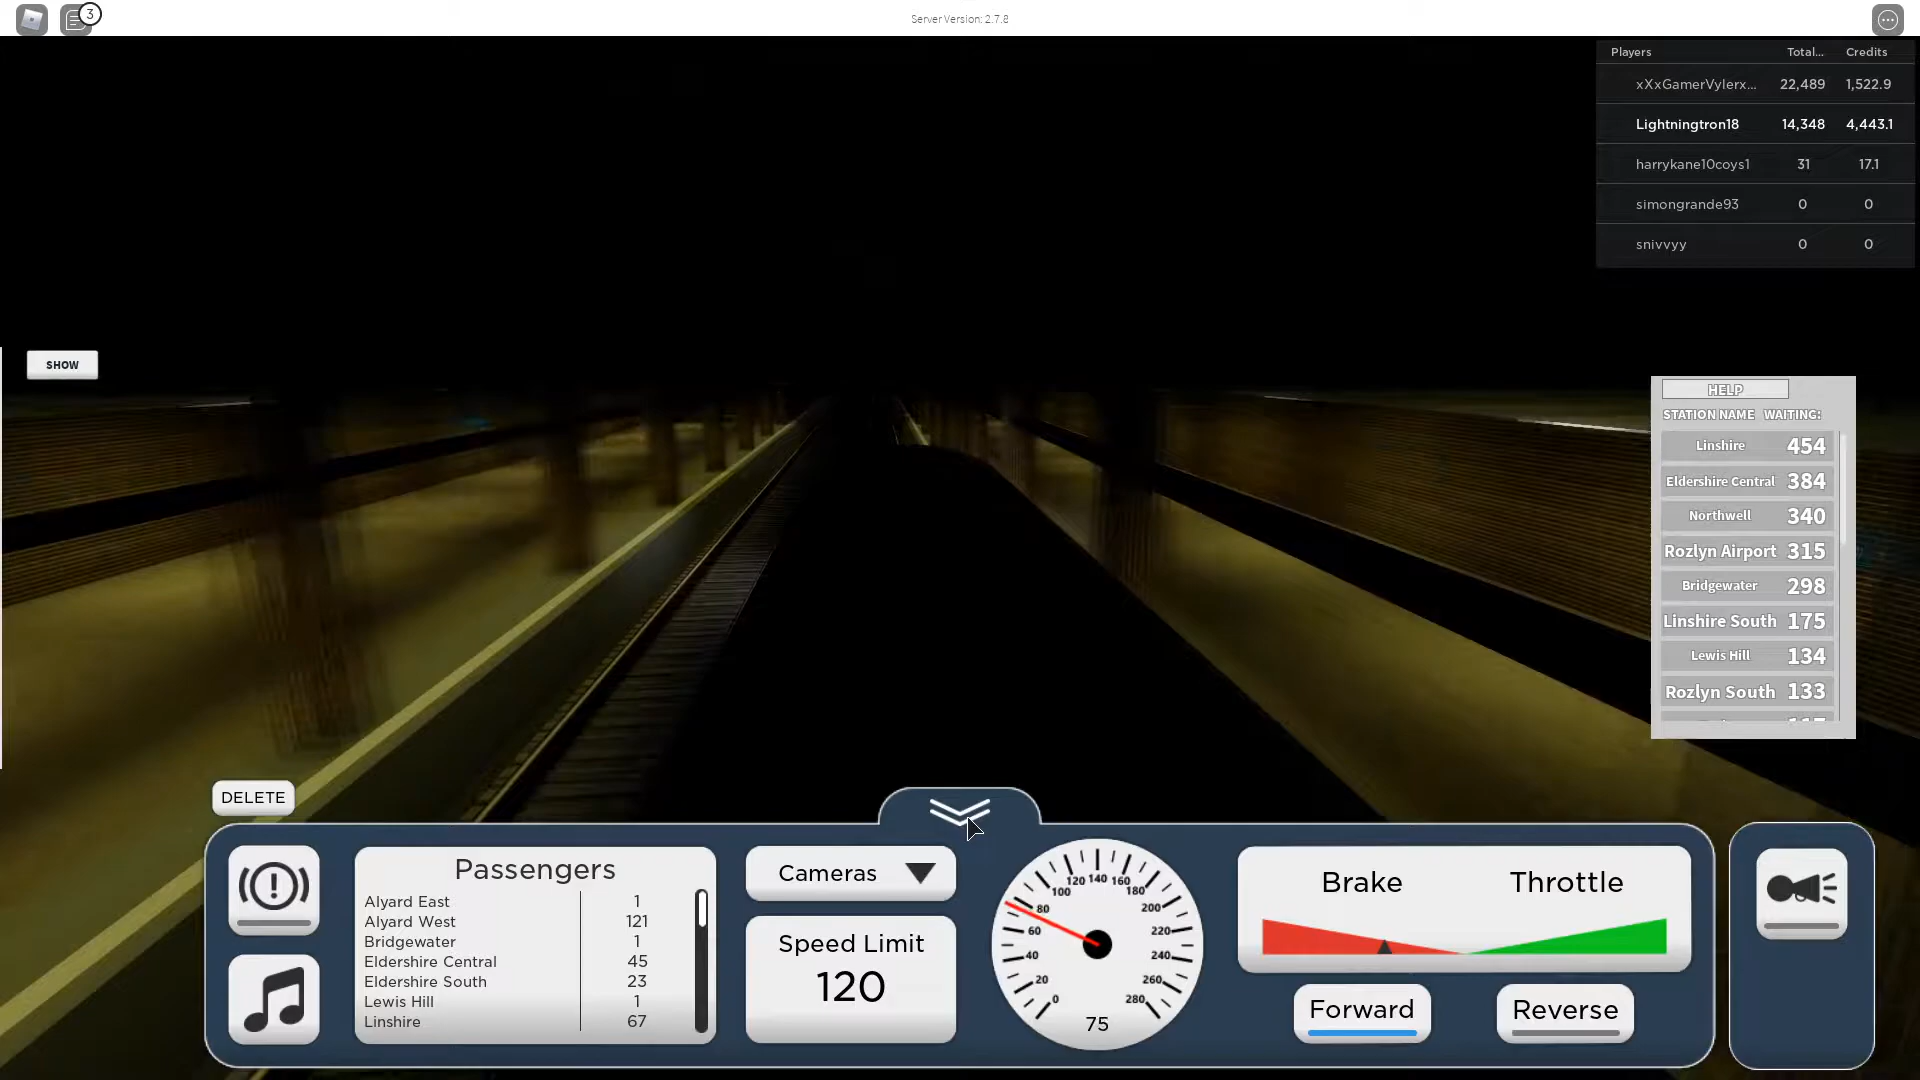 3
Server Version: 2.7.8
Players Total... Credits
xXxGamerVylerx... 22,489 1,522.9
Lightningtron18 14,348 4,443.1
harrykane10coys1 31 17.1
simongrande93 0 0
snivvyy 0 0
SHOW
HELP
STATION NAME WAITING:
Linshire 454
Eldershire Central 384
Northwell 340
Rozlyn Airport 315
Bridgewater 298
Linshire South 175
Lewis Hill 134
Rozlyn South 133
DELETE
Passengers
Alyard East 1
Alyard West 121
Bridgewater 1
Eldershire Central 45
Eldershire South 23
Lewis Hill 1
Linshire 67
Cameras
Speed Limit
120
0 20 40 60 80 100 120 140 160 180 200 220 240 260 280
75
Brake Throttle
Forward Reverse